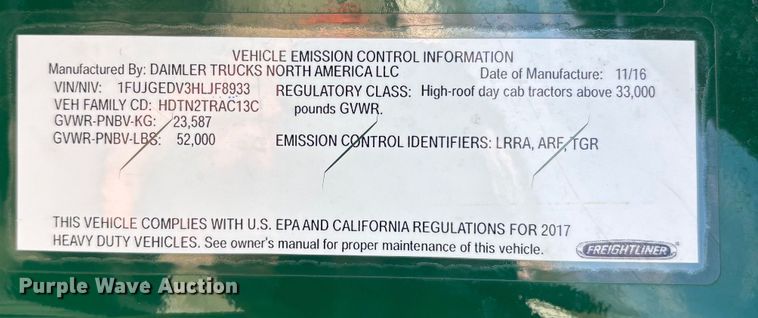 VEHICLE EMISSION CONTROL INFORMATION
Manufactured By: DAIMLER TRUCKS NORTH AMERICA LLC Date of Manufacture: 11/16
VIN/NIV: 1FUJGEDV3HLJF8933 REGULATORY CLASS: High-roof day cab tractors above 33,000
VEH FAMILY CD: HDTN2TRAC13C pounds GVWR.
GVWR-PNBV-KG: 23,587
GVWR-PNBV-LBS: 52,000 EMISSION CONTROL IDENTIFIERS: LRRA, ARF, TGR
THIS VEHICLE COMPLIES WITH U.S. EPA AND CALIFORNIA REGULATIONS FOR 2017
HEAVY DUTY VEHICLES. See owner's manual for proper maintenance of this vehicle.
FREIGHTLINER
Purple Wave Auction